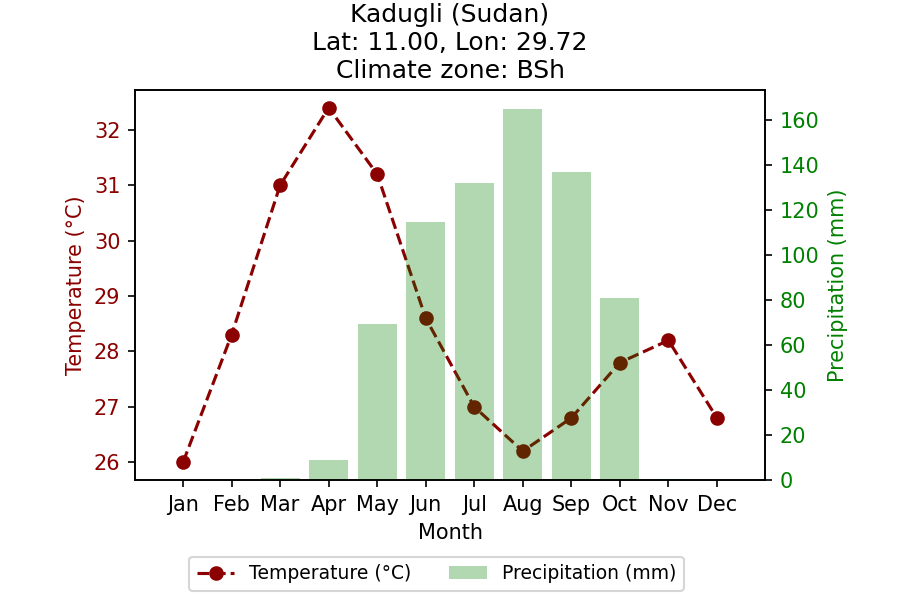 Kadugli (Sudan)
Lat: 11.00, Lon: 29.72
Climate zone: BSh
Temperature (°C)
32
31
30
29
28
27
26
160
140
120
100
80
60
40
20
0
Precipitation (mm)
Jan Feb Mar Apr May Jun Jul Aug Sep Oct Nov Dec
Month
Temperature (°C) Precipitation (mm)